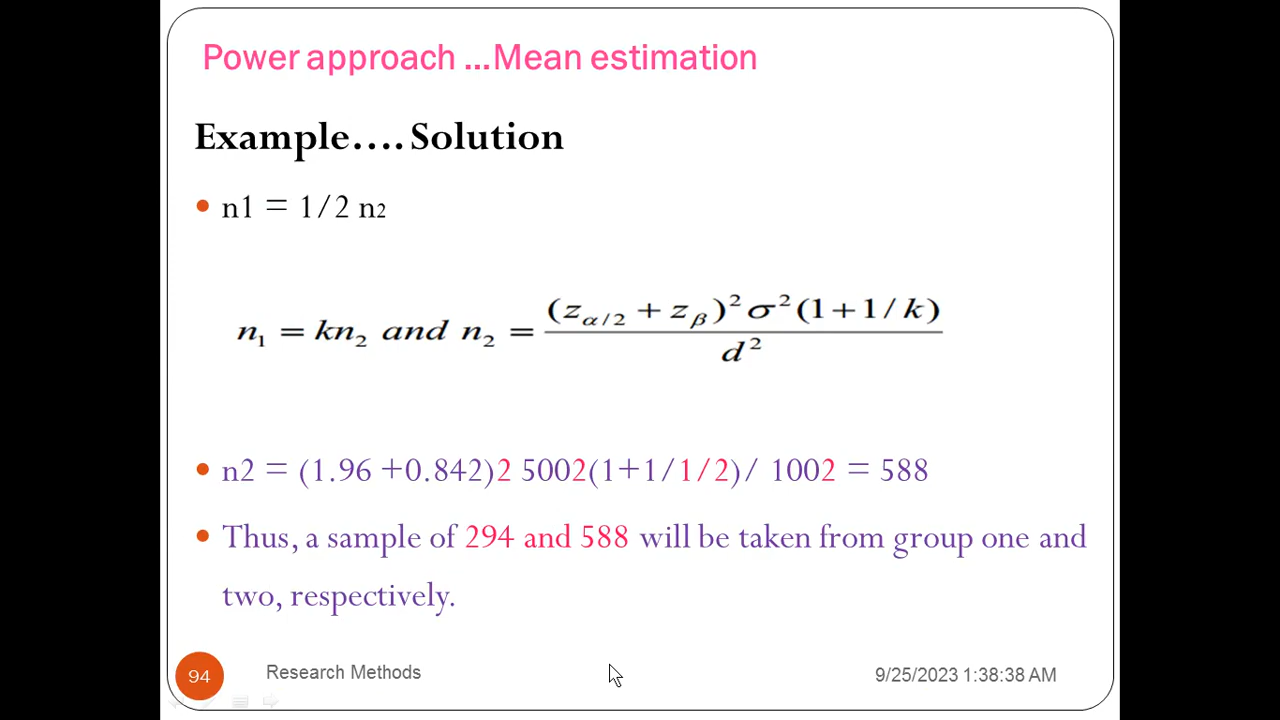 Power approach ...Mean estimation
Example.... Solution
• n1 = 1/2 n₂
n₁ = kn₂ and n₂ = (z_α/2 + z_β)² σ² (1 + 1/k) / d²
• n2 = (1.96 +0.842)2 5002(1+1/1/2)/ 1002 = 588
• Thus, a sample of 294 and 588 will be taken from group one and
two, respectively.
94
Research Methods
9/25/2023 1:38:38 AM